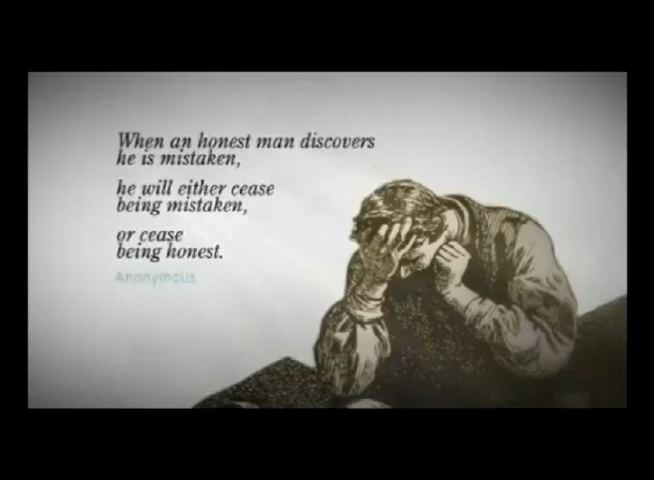 When an honest man discovers
he is mistaken,
he will either cease
being mistaken,
or cease
being honest.
Anonymous